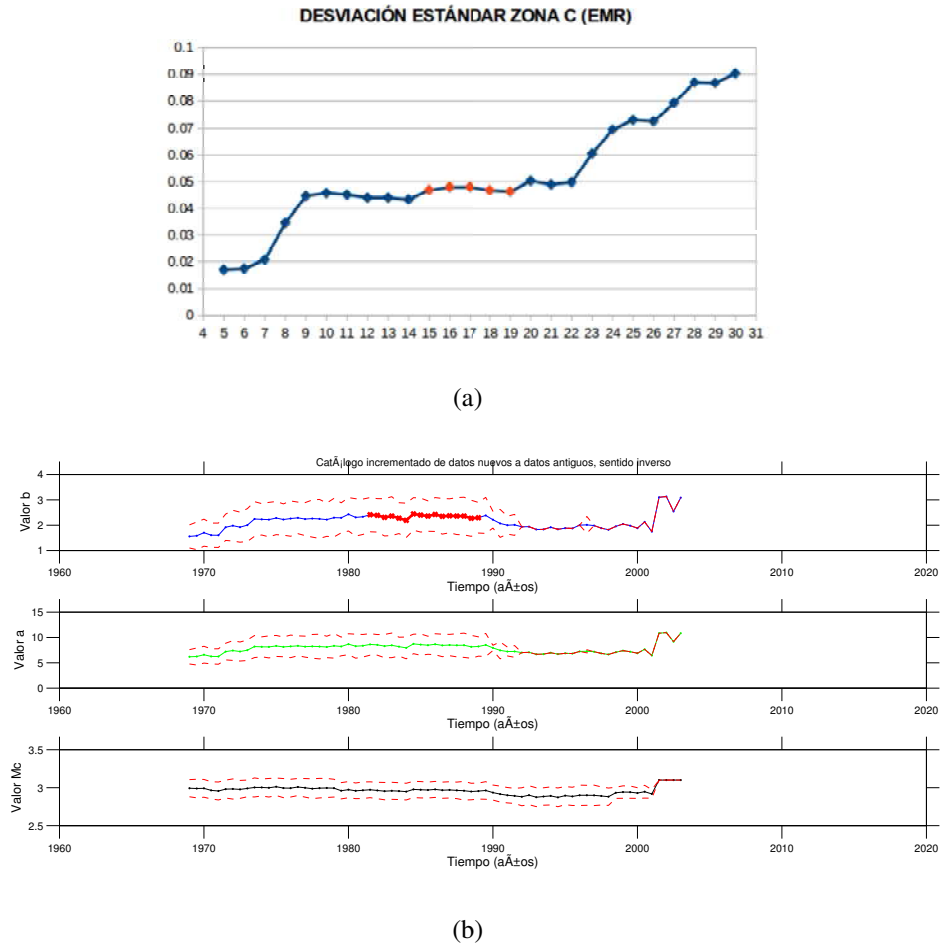 DESVIACIÓN ESTÁNDAR ZONA C (EMR)
0.1
0.09
0.08
0.07
0.06
0.05
0.04
0.03
0.02
0.01
0
4 5 6 7 8 9 10 11 12 13 14 15 16 17 18 19 20 21 22 23 24 25 26 27 28 29 30 31
(a)
CatÃ¡logo incrementado de datos nuevos a datos antiguos, sentido inverso
Valor b
4
3
2
1
1960 1970 1980 1990 2000 2010 2020
Tiempo (aÃ±os)
Valor a
15
10
5
0
1960 1970 1980 1990 2000 2010 2020
Tiempo (aÃ±os)
Valor Mc
3.5
3
2.5
1960 1970 1980 1990 2000 2010 2020
Tiempo (aÃ±os)
(b)